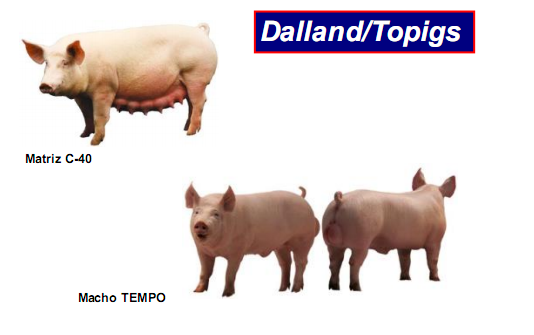 Dalland/Topigs
Matriz C-40
Macho TEMPO